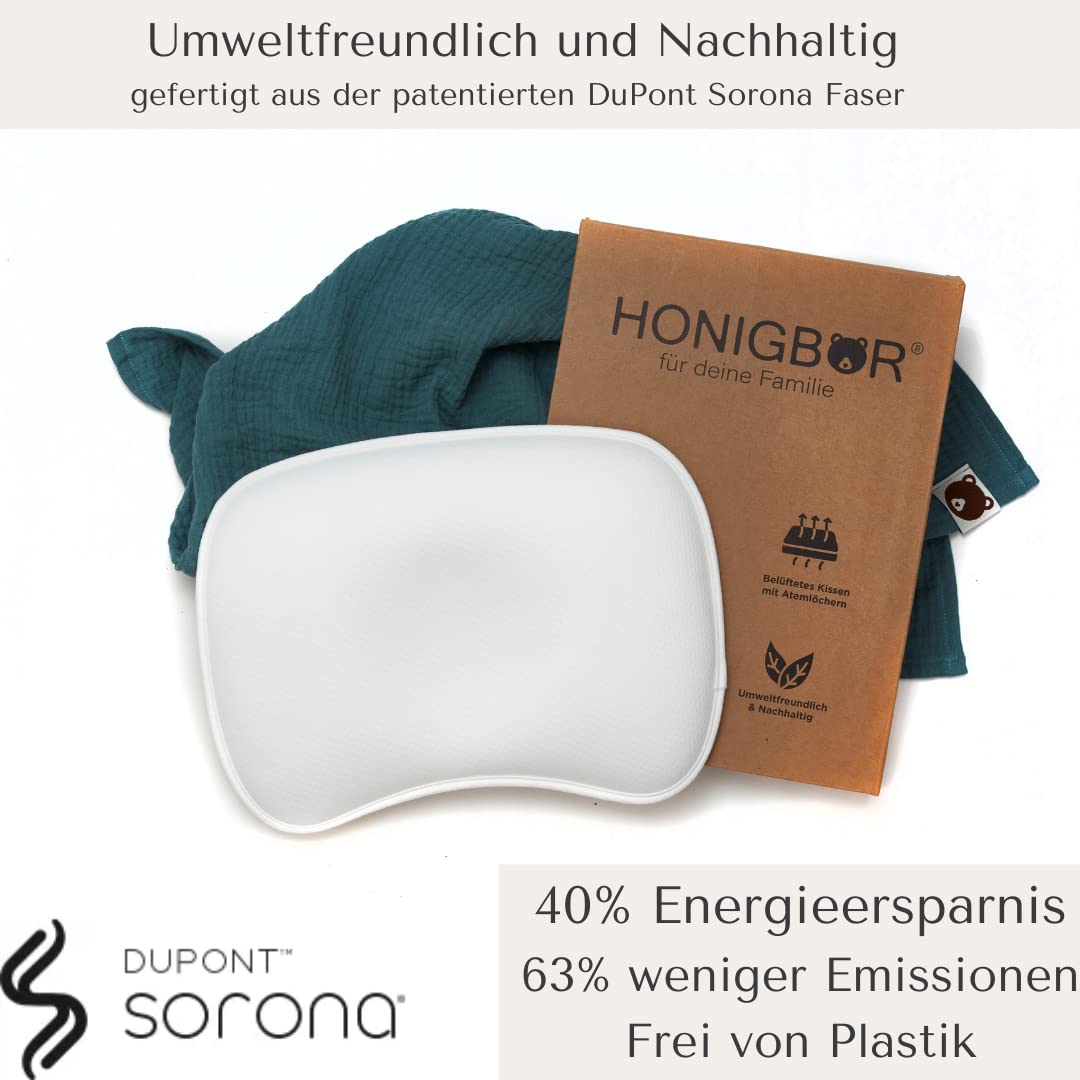 Umweltfreundlich und Nachhaltig
gefertigt aus der patentierten DuPont Sorona Faser
HONIGBÄR®
für deine Familie
Belüftetes Kissen
mit Atemlöchern
Umweltfreundlich
& Nachhaltig
DUPONT™
sorona®
40% Energieersparnis
63% weniger Emissionen
Frei von Plastik